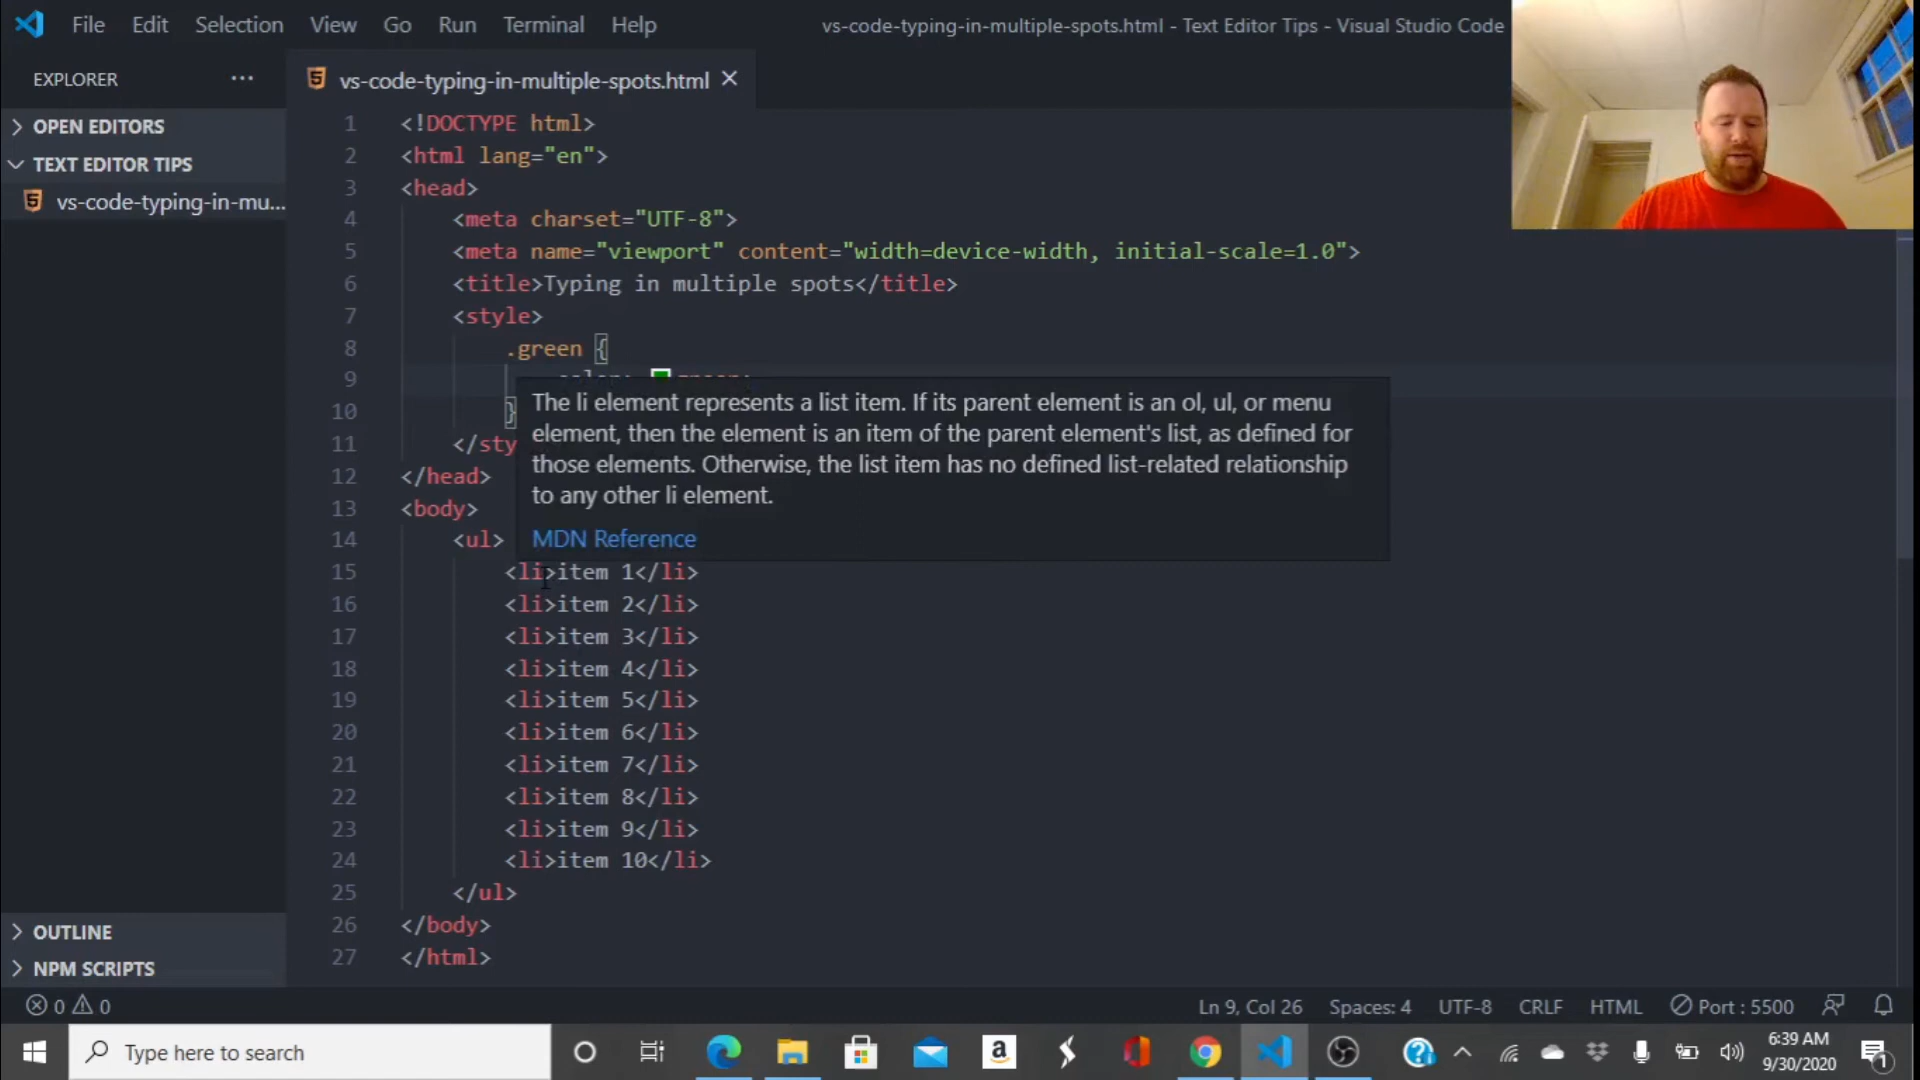 File Edit Selection View Go Run Terminal Help
vs-code-typing-in-multiple-spots.html - Text Editor Tips - Visual Studio Code
EXPLORER ···
vs-code-typing-in-multiple-spots.html
OPEN EDITORS
TEXT EDITOR TIPS
vs-code-typing-in-mu...
1 <!DOCTYPE html>
2 <html lang="en">
3 <head>
4 <meta charset="UTF-8">
5 <meta name="viewport" content="width=device-width, initial-scale=1.0">
6 <title>Typing in multiple spots</title>
7 <style>
8 .green {
9 color: green;
10 }
11 </sty
12 </head>
13 <body>
14 <ul>
The li element represents a list item. If its parent element is an ol, ul, or menu
element, then the element is an item of the parent element's list, as defined for
those elements. Otherwise, the list item has no defined list-related relationship
to any other li element.
MDN Reference
15 <li>item 1</li>
16 <li>item 2</li>
17 <li>item 3</li>
18 <li>item 4</li>
19 <li>item 5</li>
20 <li>item 6</li>
21 <li>item 7</li>
22 <li>item 8</li>
23 <li>item 9</li>
24 <li>item 10</li>
25 </ul>
26 </body>
27 </html>
OUTLINE
NPM SCRIPTS
0 0
Ln 9, Col 26 Spaces: 4 UTF-8 CRLF HTML Port : 5500
Type here to search
6:39 AM
9/30/2020
1